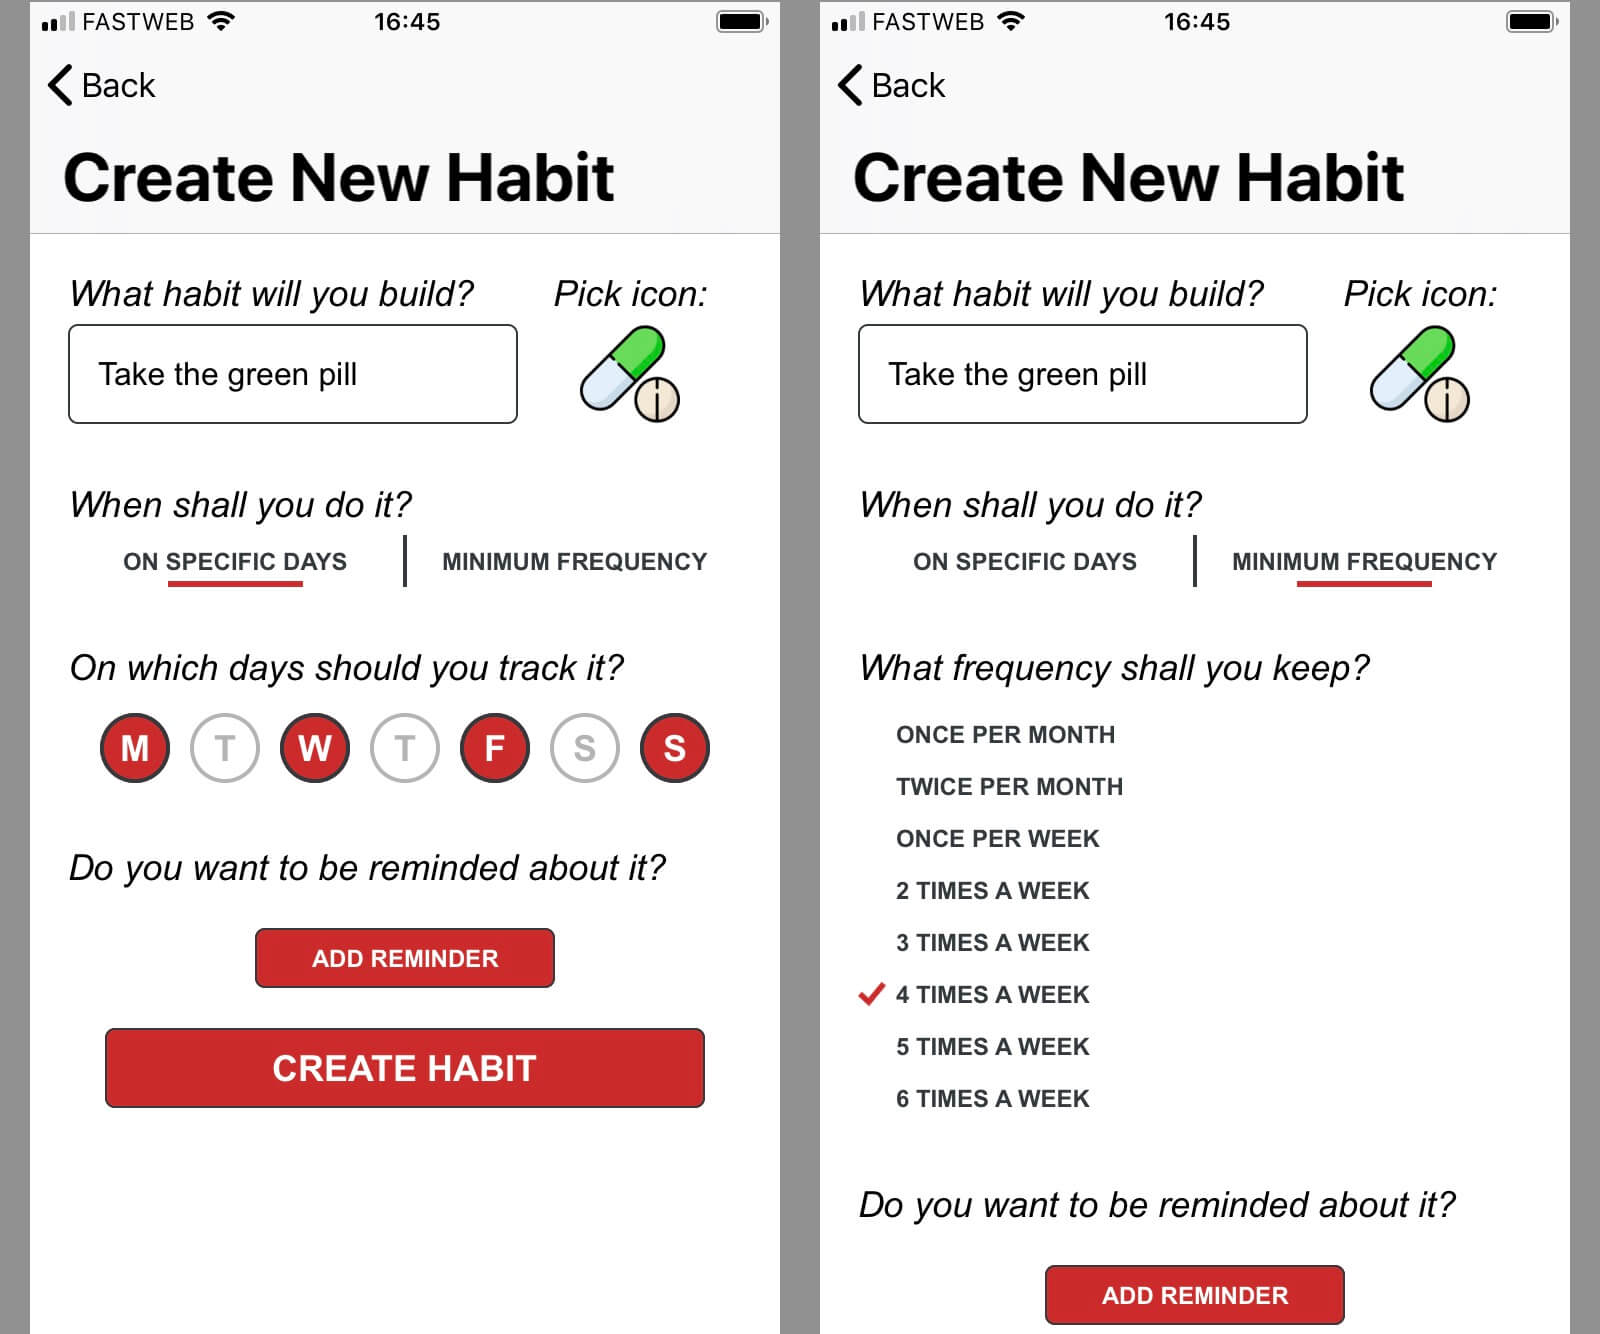 FASTWEB 16:45
Back
Create New Habit
What habit will you build? Pick icon:
Take the green pill
When shall you do it?
ON SPECIFIC DAYS MINIMUM FREQUENCY
On which days should you track it?
M T W T F S S
Do you want to be reminded about it?
ADD REMINDER
CREATE HABIT
FASTWEB 16:45
Back
Create New Habit
What habit will you build? Pick icon:
Take the green pill
When shall you do it?
ON SPECIFIC DAYS MINIMUM FREQUENCY
What frequency shall you keep?
ONCE PER MONTH
TWICE PER MONTH
ONCE PER WEEK
2 TIMES A WEEK
3 TIMES A WEEK
4 TIMES A WEEK
5 TIMES A WEEK
6 TIMES A WEEK
Do you want to be reminded about it?
ADD REMINDER